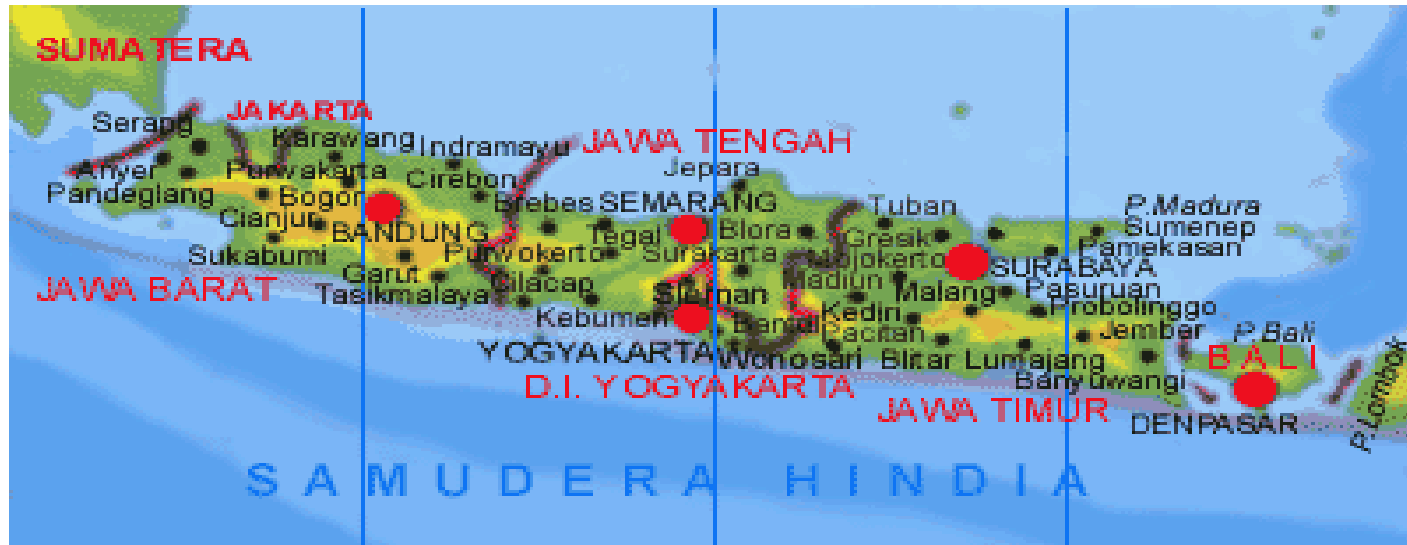 SUMATERA
JAKARTA
Serang
Karawang
Indramayu
JAWA TENGAH
Anyer
Purwakarta
Cirebon
Jepara
Pandeglang
Bogor
Brebes
SEMARANG
Tuban
P.Madura
Cianjur
BANDUNG
Tegal
Blora
Gresik
Sumenep
Sukabumi
Purwokerto
Surakarta
Mojokerto
Pamekasan
SURABAYA
JAWA BARAT
Garut
Cilacap
Madiun
Malang
Pasuruan
Tasikmalaya
Sleman
Probolinggo
Kebumen
Bantul
Kediri
Pacitan
Jember
P.Bali
YOGYAKARTA
Wonosari
Blitar
Lumajang
BALI
D.I. YOGYAKARTA
Banyuwangi
JAWA TIMUR
DENPASAR
P.Lombok
SAMUDERA HINDIA